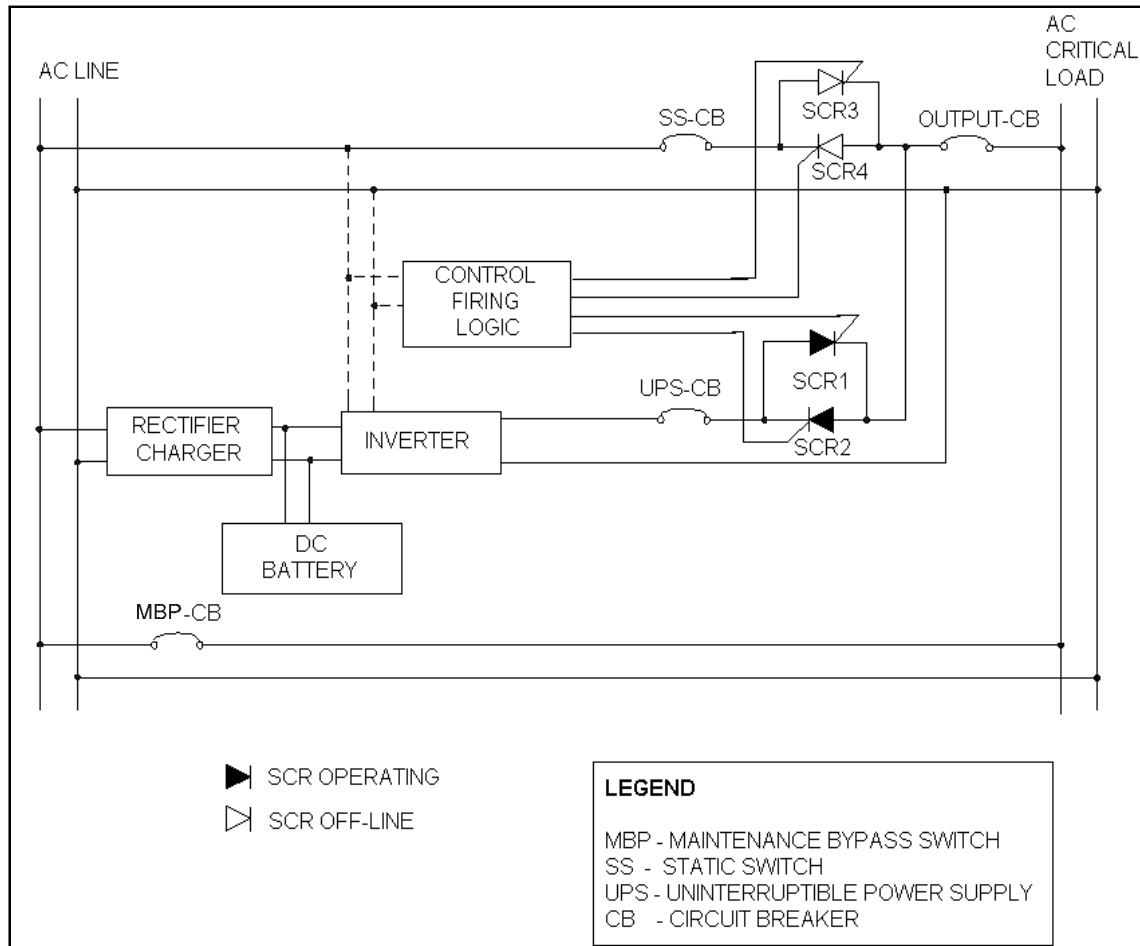 AC LINE
AC
CRITICAL
LOAD
SS-CB
SCR3
SCR4
OUTPUT-CB
CONTROL
FIRING
LOGIC
SCR1
UPS-CB
SCR2
RECTIFIER
CHARGER
INVERTER
DC
BATTERY
MBP-CB
SCR OPERATING
SCR OFF-LINE
LEGEND
MBP - MAINTENANCE BYPASS SWITCH
SS - STATIC SWITCH
UPS - UNINTERRUPTIBLE POWER SUPPLY
CB - CIRCUIT BREAKER